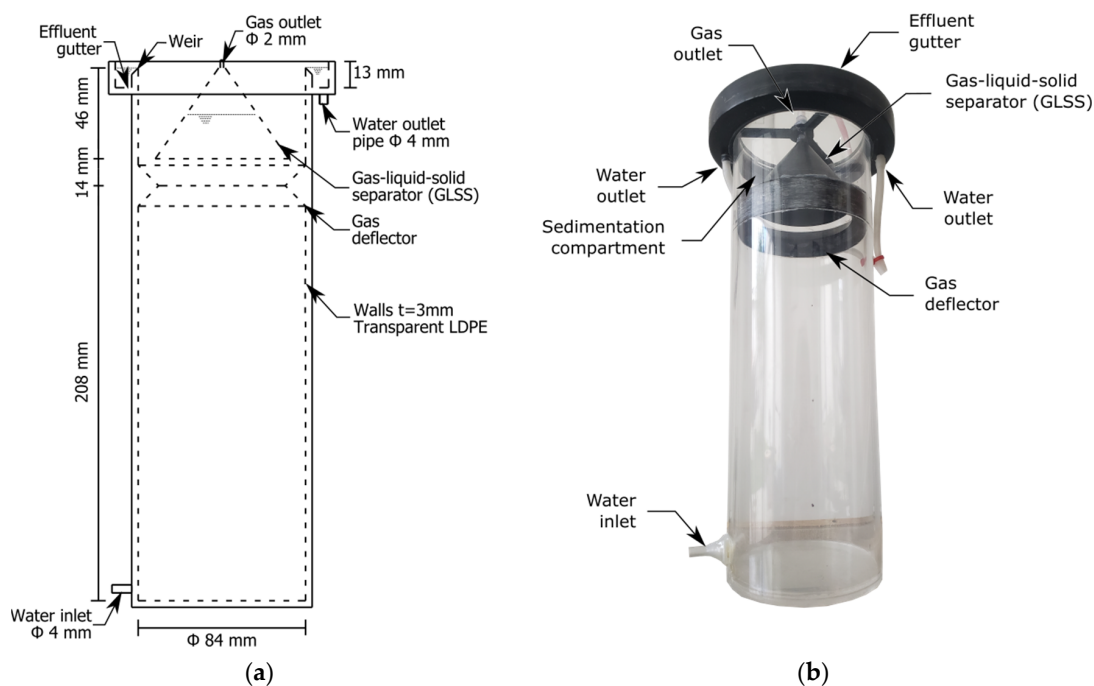 Effluent
gutter
Weir
Gas outlet
Φ 2 mm
13 mm
46 mm
Water outlet
pipe Φ 4 mm
14 mm
Gas-liquid-solid
separator (GLSS)
Gas
deflector
Walls t=3mm
Transparent LDPE
208 mm
Water inlet
Φ 4 mm
Φ 84 mm
(a)
Gas
outlet
Effluent
gutter
Gas-liquid-solid
separator (GLSS)
Water
outlet
Water
outlet
Sedimentation
compartment
Gas
deflector
Water
inlet
(b)